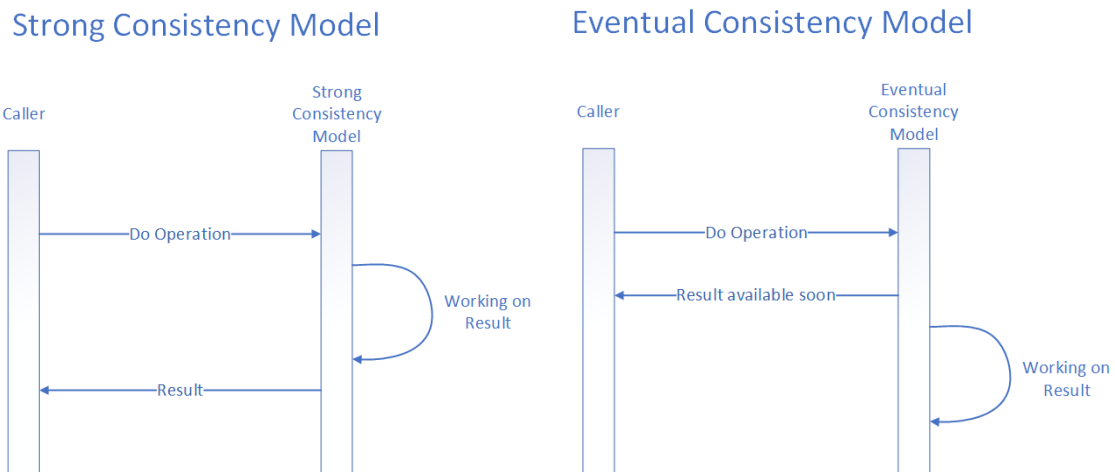 Strong Consistency Model
Caller
Strong
Consistency
Model
Do Operation
Working on
Result
Result
Eventual Consistency Model
Caller
Eventual
Consistency
Model
Do Operation
Result available soon
Working on
Result